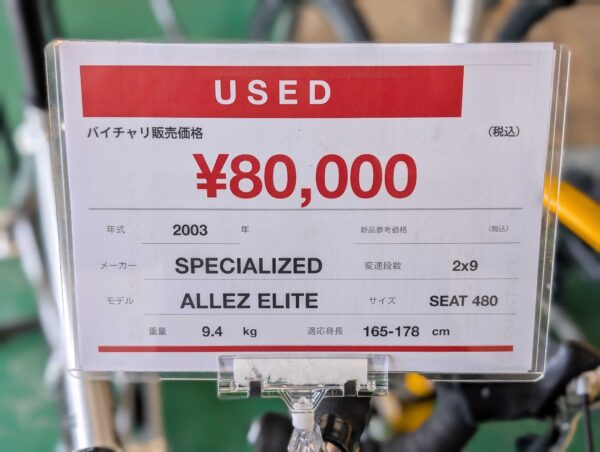 USED
バイチャリ販売価格 (税込)
¥80,000
年式 2003 年 新品参考価格 (税込)
メーカー SPECIALIZED 変速段数 2x9
モデル ALLEZ ELITE サイズ SEAT 480
重量 9.4 kg 適応身長 165-178 cm